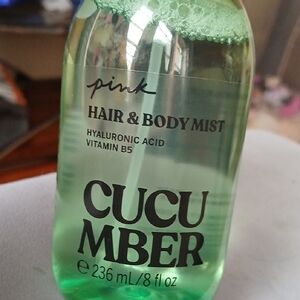 pink
HAIR & BODY MIST
HYALURONIC ACID
VITAMIN B5
CUCU
MBER
℮ 236 mL/8 fl oz